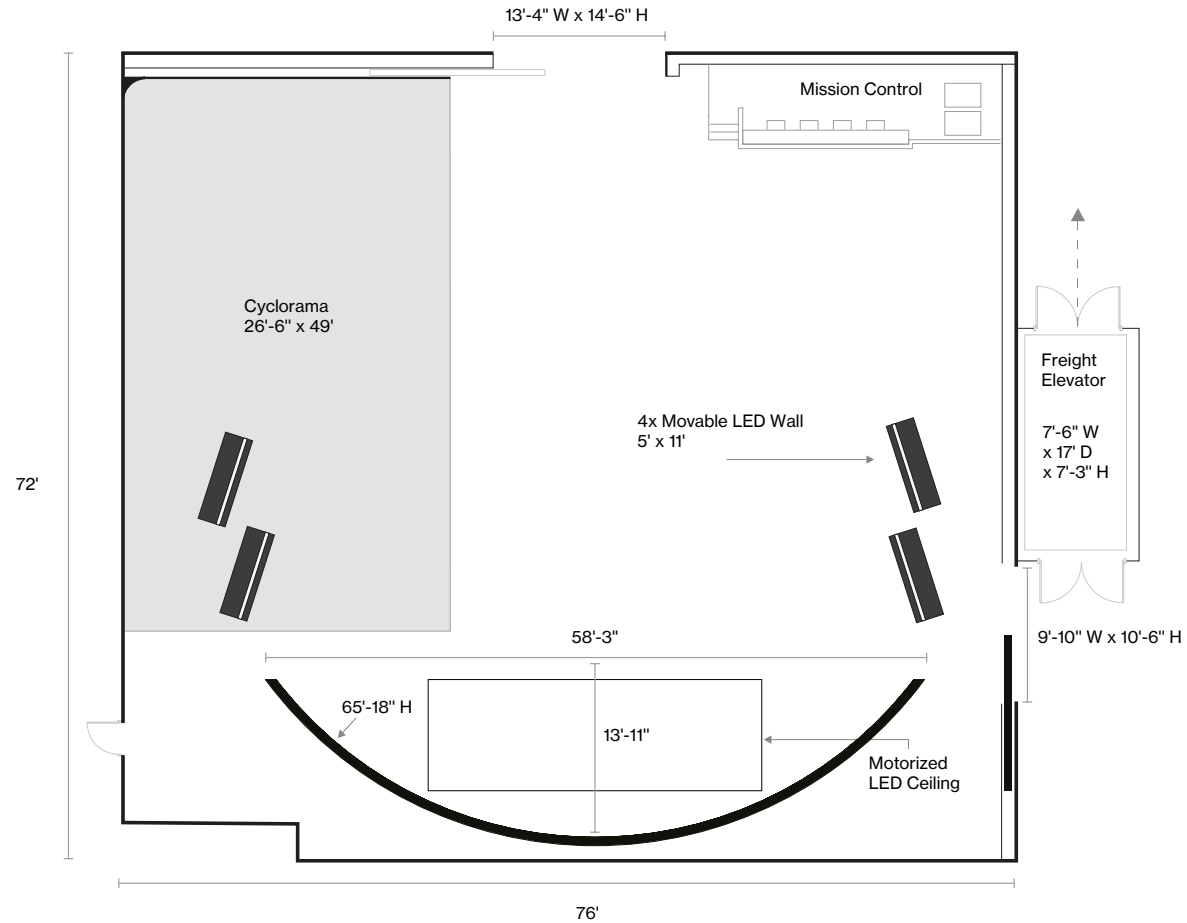 13'-4" W x 14'-6" H
Mission Control
Cyclorama
26'-6" x 49'
Freight
Elevator
7'-6" W
x 17' D
x 7'-3" H
4x Movable LED Wall
5' x 11'
72'
58'-3"
9'-10" W x 10'-6" H
65'-18" H
13'-11"
Motorized
LED Ceiling
76'